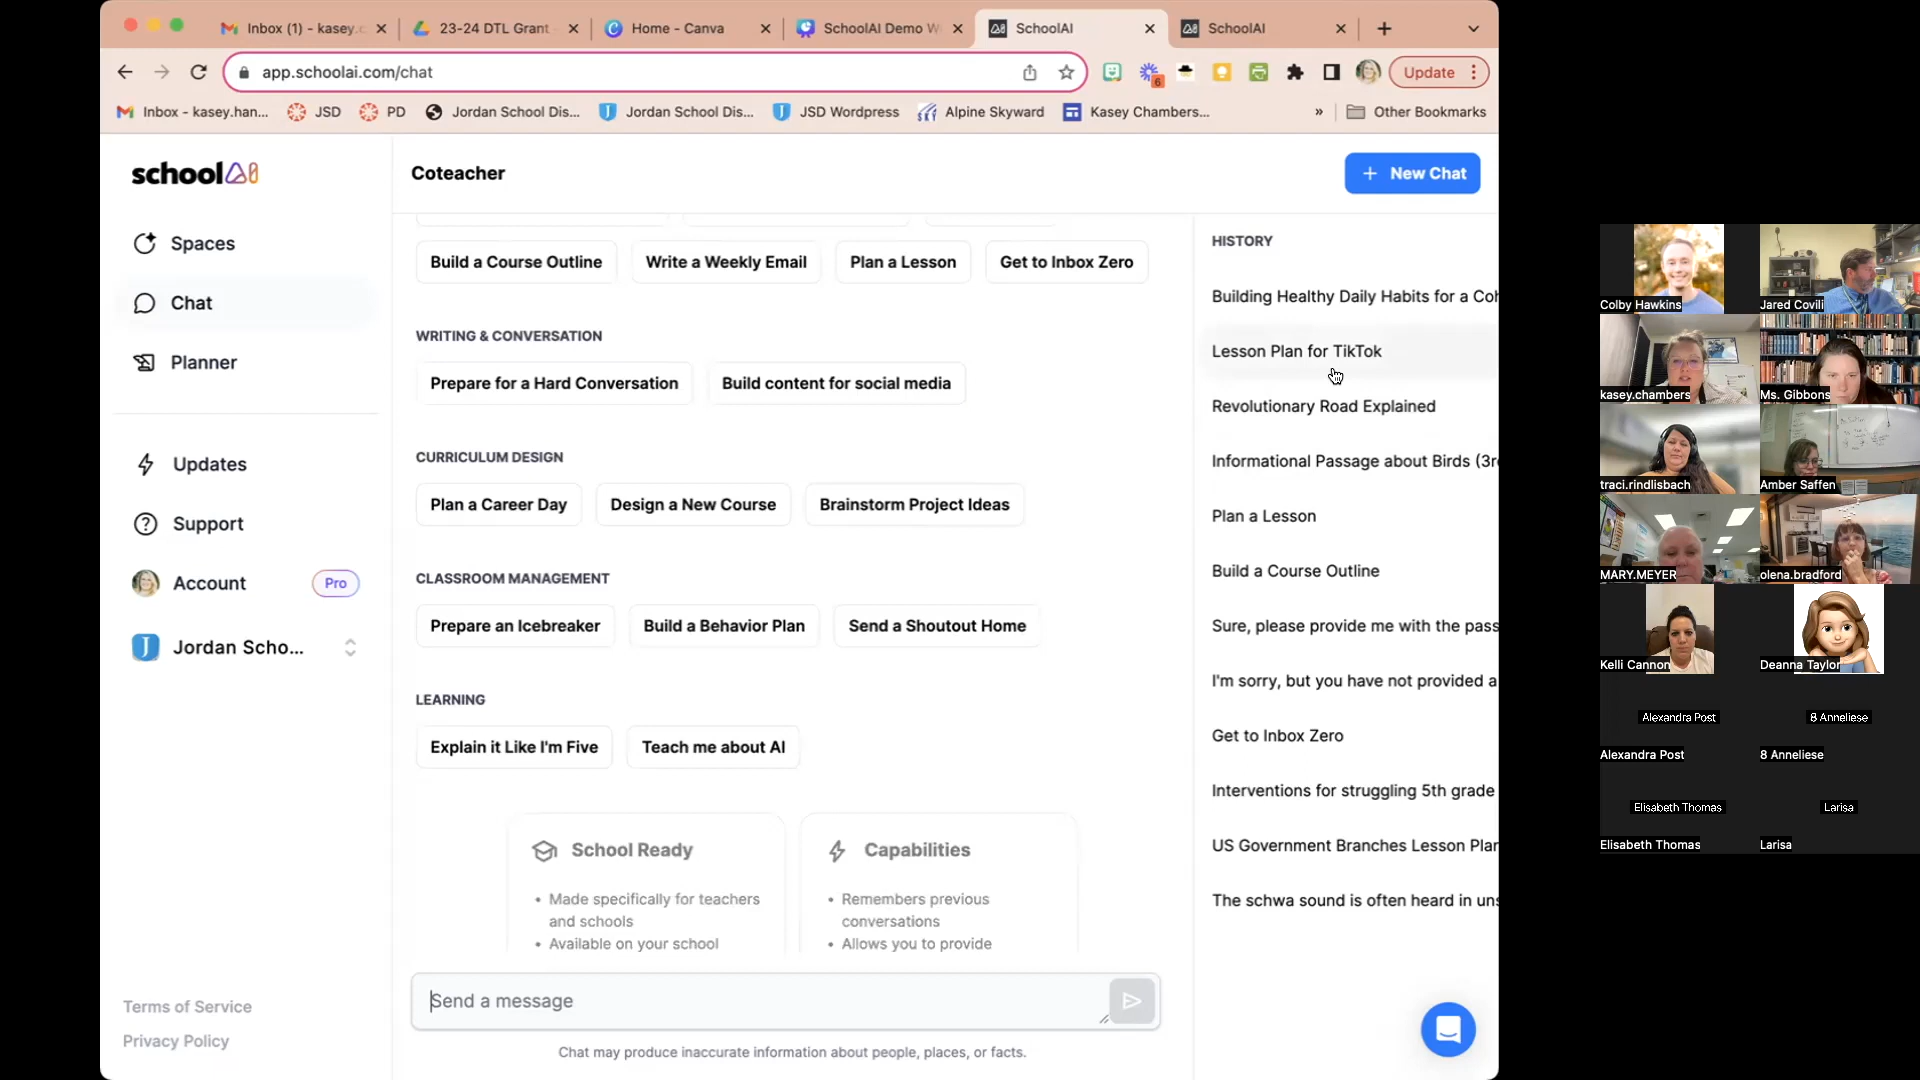 Inbox (1) - kasey.c
23-24 DTL Grant -
Home - Canva
SchoolAI Demo W
SchoolAI
SchoolAI
app.schoolai.com/chat
6
Update
Inbox - kasey.han...
JSD
PD
Jordan School Dis...
Jordan School Dis...
JSD Wordpress
Alpine Skyward
Kasey Chambers...
»
Other Bookmarks
school AI
Spaces
Chat
Planner
Updates
Support
Account
Pro
J
Jordan Scho...
Terms of Service
Privacy Policy
Coteacher
+ New Chat
Build a Course Outline
Write a Weekly Email
Plan a Lesson
Get to Inbox Zero
WRITING & CONVERSATION
Prepare for a Hard Conversation
Build content for social media
CURRICULUM DESIGN
Plan a Career Day
Design a New Course
Brainstorm Project Ideas
CLASSROOM MANAGEMENT
Prepare an Icebreaker
Build a Behavior Plan
Send a Shoutout Home
LEARNING
Explain it Like I'm Five
Teach me about AI
School Ready
• Made specifically for teachers
and schools
• Available on your school
Capabilities
• Remembers previous
conversations
• Allows you to provide
Send a message
Chat may produce inaccurate information about people, places, or facts.
HISTORY
Building Healthy Daily Habits for a Coh
Lesson Plan for TikTok
Revolutionary Road Explained
Informational Passage about Birds (3r
Plan a Lesson
Build a Course Outline
Sure, please provide me with the pass
I'm sorry, but you have not provided a
Get to Inbox Zero
Interventions for struggling 5th grade
US Government Branches Lesson Plan
The schwa sound is often heard in uns
Colby Hawkins
Jared Covili
kasey.chambers
Ms. Gibbons
traci.rindlisbach
Amber Saffen
MARY.MEYER
olena.bradford
Kelli Cannon
Deanna Taylor
Alexandra Post
8 Anneliese
Alexandra Post
8 Anneliese
Elisabeth Thomas
Larisa
Elisabeth Thomas
Larisa